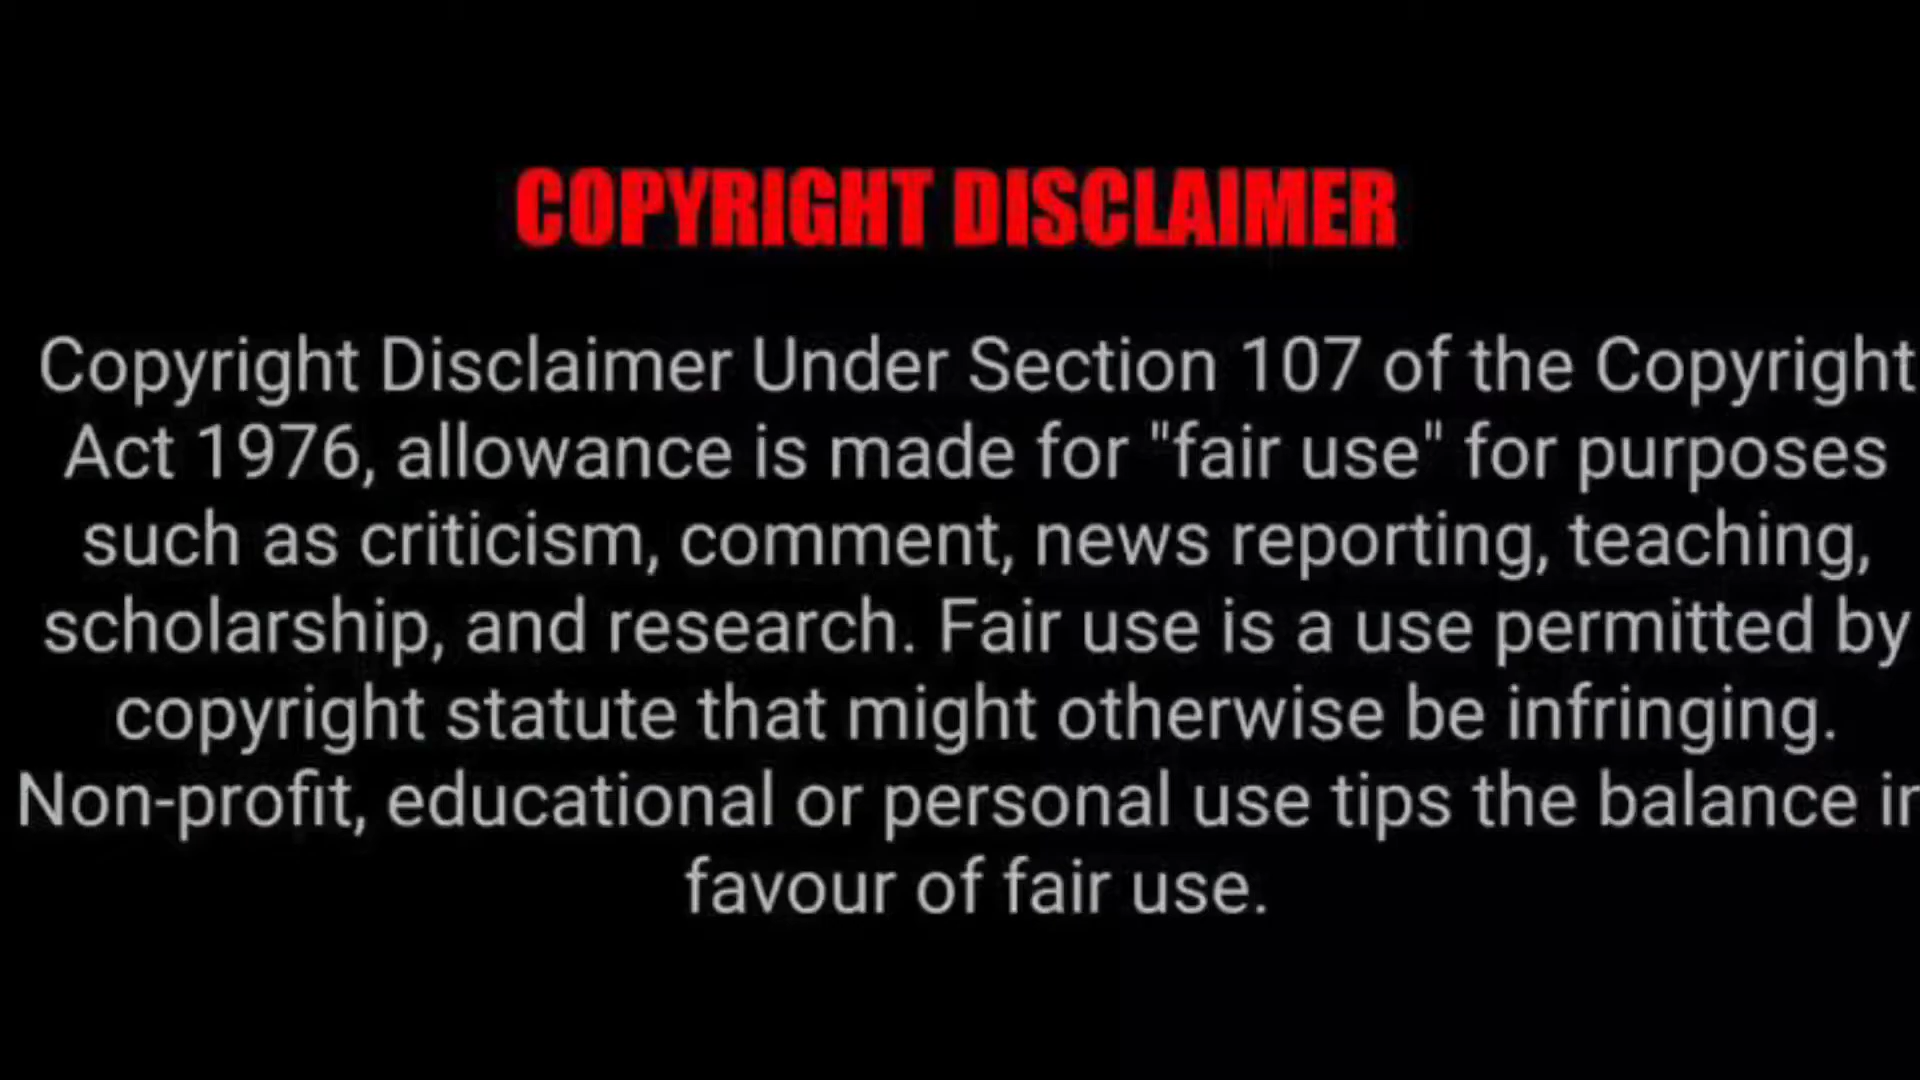 COPYRIGHT DISCLAIMER
Copyright Disclaimer Under Section 107 of the Copyright
Act 1976, allowance is made for "fair use" for purposes
such as criticism, comment, news reporting, teaching,
scholarship, and research. Fair use is a use permitted by
copyright statute that might otherwise be infringing.
Non-profit, educational or personal use tips the balance in
favour of fair use.